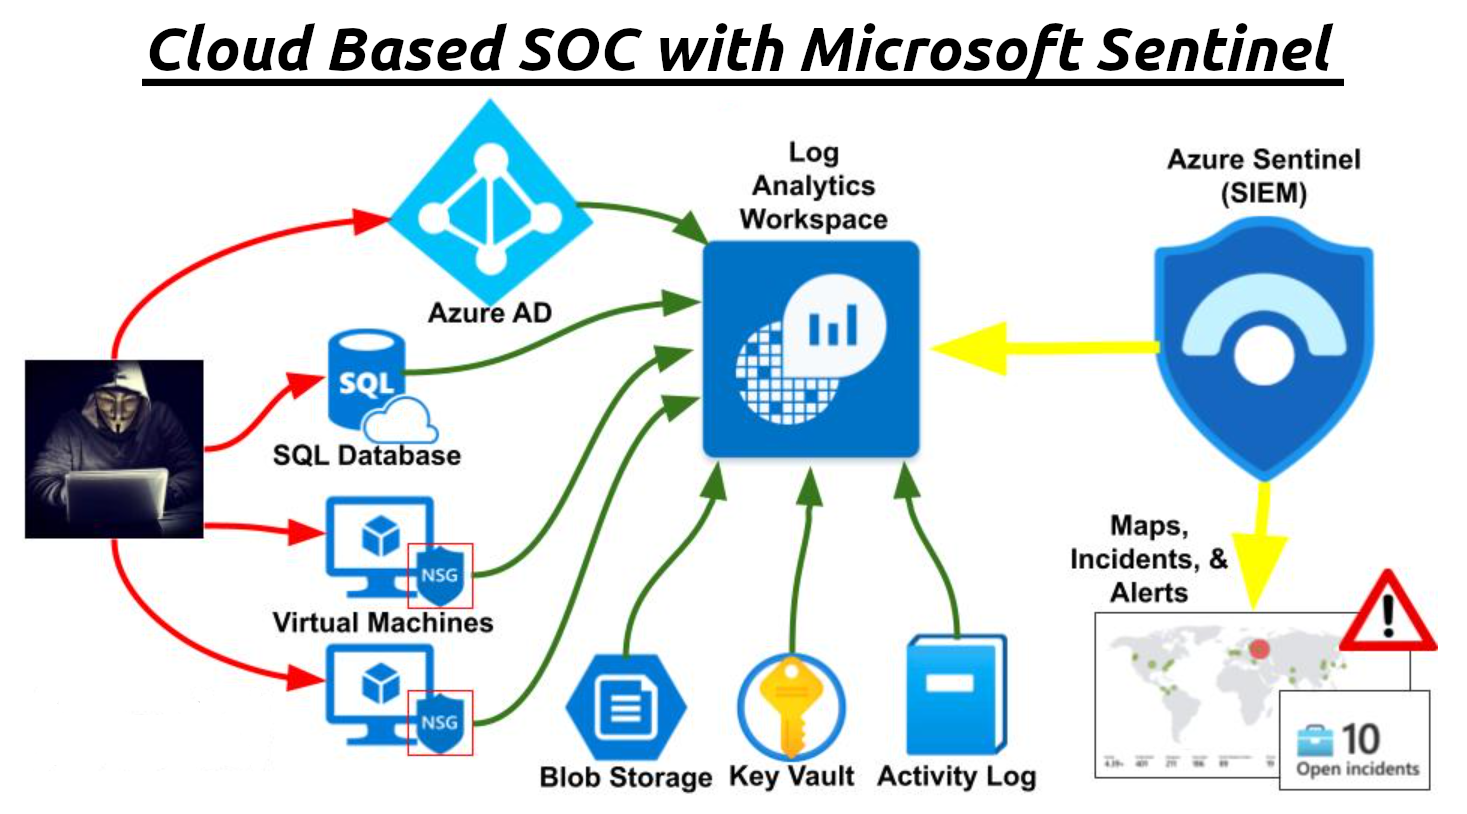 Cloud Based SOC with Microsoft Sentinel
Log
Analytics
Workspace
Azure Sentinel
(SIEM)
Azure AD
SQL
SQL Database
NSG
Virtual Machines
NSG
Blob Storage
Key Vault
Activity Log
Maps,
Incidents, &
Alerts
!
10
Open incidents